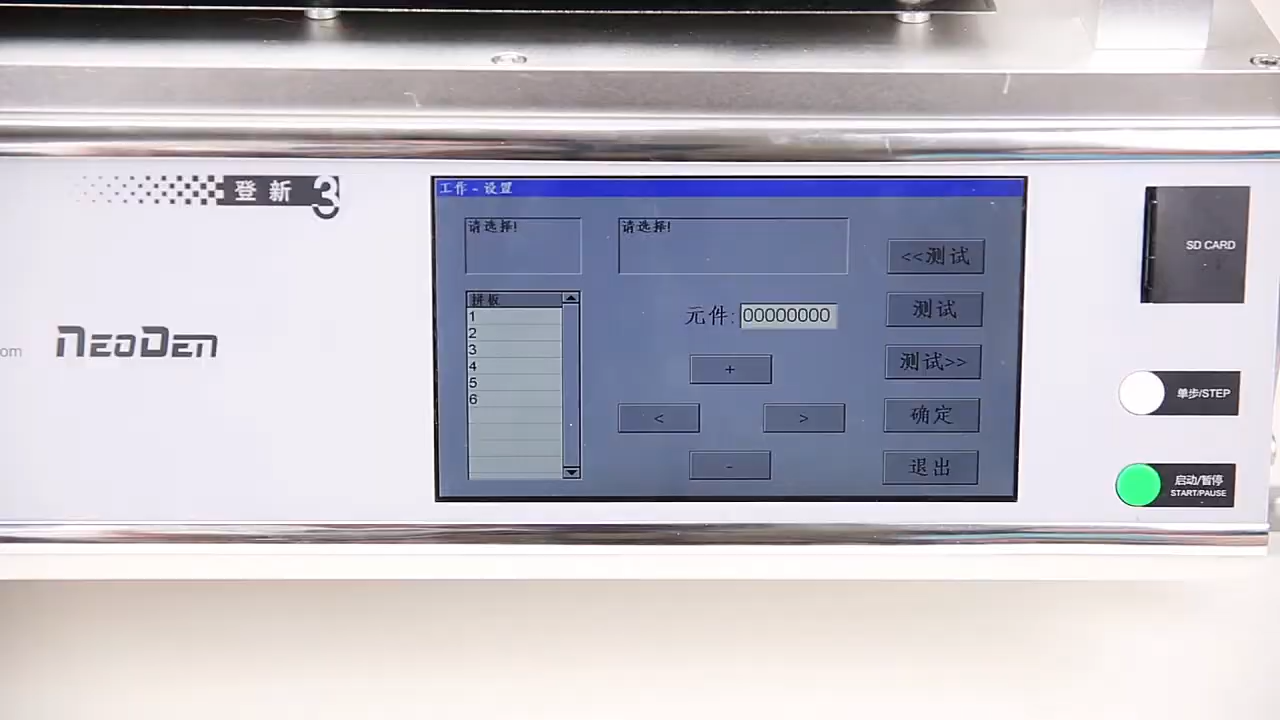 登新3
om
NeoDen
工作 - 设置
请选择!
请选择!
拼板
1
2
3
4
5
6
元件: 00000000
+
<
>
-
<<测试
测试
测试>>
确定
退出
SD CARD
单步/STEP
启动/暂停
START/PAUSE